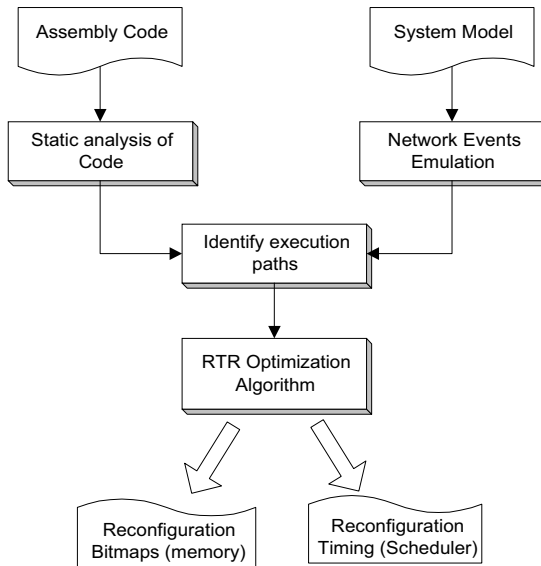 Assembly Code
System Model
Static analysis of
Code
Network Events
Emulation
Identify execution
paths
RTR Optimization
Algorithm
Reconfiguration
Bitmaps (memory)
Reconfiguration
Timing (Scheduler)